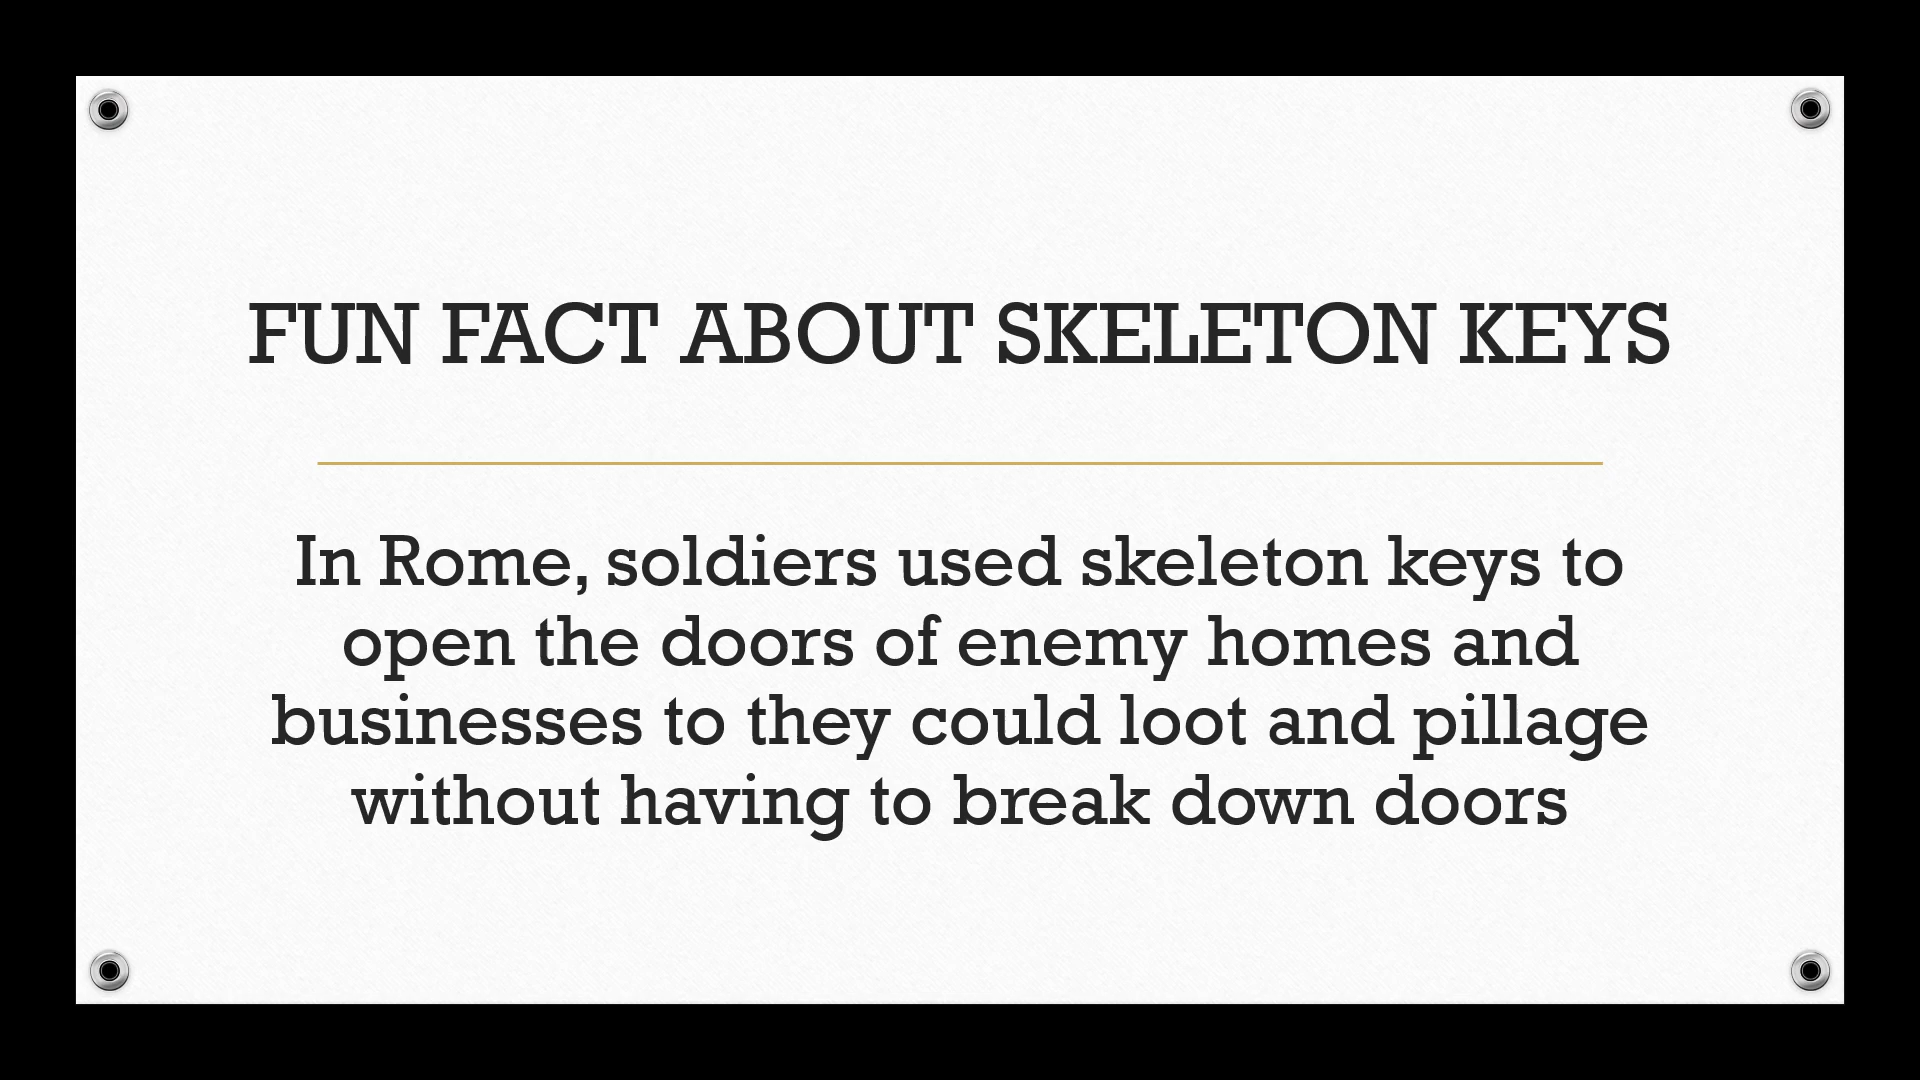 FUN FACT ABOUT SKELETON KEYS
In Rome, soldiers used skeleton keys to
open the doors of enemy homes and
businesses to they could loot and pillage
without having to break down doors